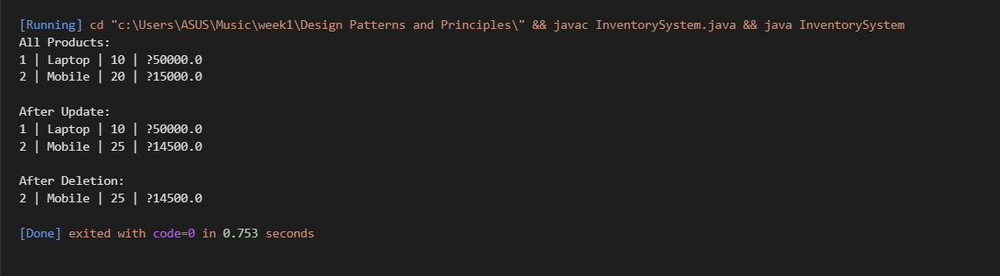 [Running] cd "c:\Users\ASUS\Music\week1\Design Patterns and Principles\" && javac InventorySystem.java && java InventorySystem
All Products:
1 | Laptop | 10 | ?50000.0
2 | Mobile | 20 | ?15000.0
After Update:
1 | Laptop | 10 | ?50000.0
2 | Mobile | 25 | ?14500.0
After Deletion:
2 | Mobile | 25 | ?14500.0
[Done] exited with code=0 in 0.753 seconds